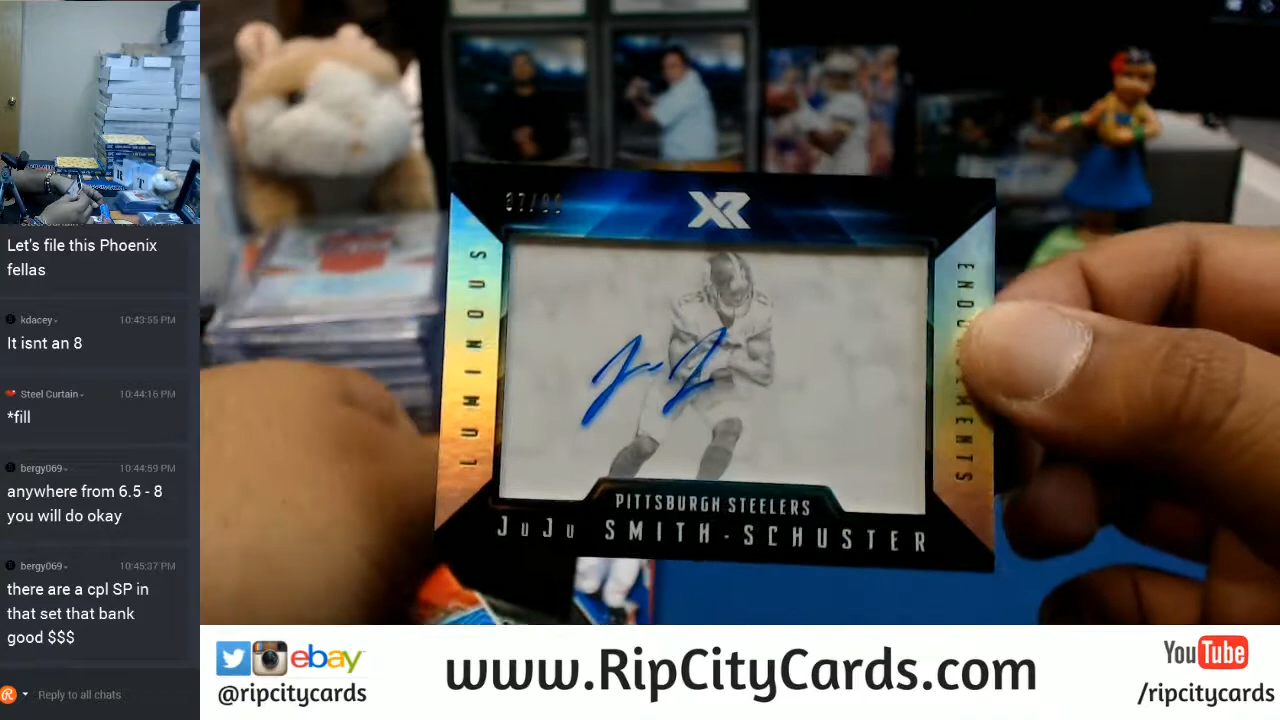 Let's file this Phoenix
fellas
kdacey
10:43:55 PM
It isnt an 8
Steel Curtain
10:44:16 PM
*fill
bergy069
10:44:59 PM
anywhere from 6.5 - 8
you will do okay
bergy069
10:45:37 PM
there are a cpl SP in
that set that bank
good $$$
Reply to all chats
XR
LUMINOUS
PITTSBURGH STEELERS
JuJu SMITH-SCHUSTER
ebay
@ripcitycards
www.RipCityCards.com
YouTube
/ripcitycards